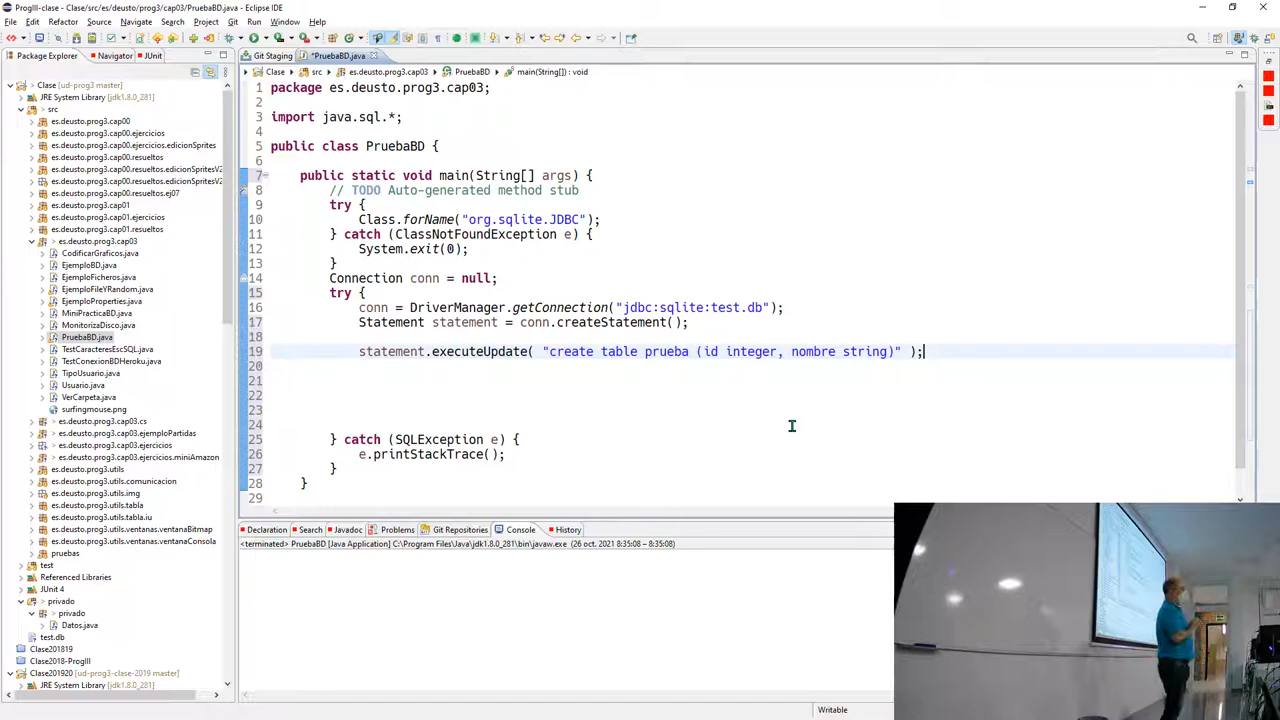 ProgIII-clase - Clase/src/es/deusto/prog3/cap03/PruebaBD.java - Eclipse IDE
File Edit Refactor Source Navigate Search Project Git Run Window Help
Package Explorer Navigator JUnit
Clase [ud-prog3 master]
JRE System Library [jdk1.8.0_281]
src
es.deusto.prog3.cap00
es.deusto.prog3.cap00.ejercicios
es.deusto.prog3.cap00.ejercicios.edicionSprites
es.deusto.prog3.cap00.resueltos
es.deusto.prog3.cap00.resueltos.edicionSpritesV2
es.deusto.prog3.cap00.resueltos.edicionSpritesV2
es.deusto.prog3.cap00.resueltos.ej07
es.deusto.prog3.cap01
es.deusto.prog3.cap01.ejercicios
es.deusto.prog3.cap01.resueltos
> es.deusto.prog3.cap03
CodificarGraficos.java
EjemploBD.java
EjemploFicheros.java
EjemploFileYRandom.java
EjemploProperties.java
MiniPracticaBD.java
MonitorizaDisco.java
PruebaBD.java
TestCaracteresEscSQL.java
TestConexionBDHeroku.java
TipoUsuario.java
Usuario.java
VerCarpeta.java
surfingmouse.png
> es.deusto.prog3.cap03.cs
> es.deusto.prog3.cap03.ejemploPartidas
> es.deusto.prog3.cap03.ejercicios
> es.deusto.prog3.cap03.ejercicios.miniAmazon
> es.deusto.prog3.utils
> es.deusto.prog3.utils.comunicacion
> es.deusto.prog3.utils.img
> es.deusto.prog3.utils.tabla
> es.deusto.prog3.utils.tabla.iu
> es.deusto.prog3.utils.ventanas.ventanaBitmap
> es.deusto.prog3.utils.ventanas.ventanaConsola
pruebas
test
Referenced Libraries
JUnit 4
> privado
> privado
> Datos.java
test.db
Clase201819
Clase2018-ProgIII
Clase201920 [ud-prog3-clase-2019 master]
JRE System Library [jdk1.8.0_281]
Git Staging *PruebaBD.java
Clase src es.deusto.prog3.cap03 PruebaBD main(String[]) : void
1 package es.deusto.prog3.cap03;
2
3 import java.sql.*;
4
5 public class PruebaBD {
6
7 public static void main(String[] args) {
8 // TODO Auto-generated method stub
9 try {
10 Class.forName("org.sqlite.JDBC");
11 } catch (ClassNotFoundException e) {
12 System.exit(0);
13 }
14 Connection conn = null;
15 try {
16 conn = DriverManager.getConnection("jdbc:sqlite:test.db");
17 Statement statement = conn.createStatement();
18
19 statement.executeUpdate( "create table prueba (id integer, nombre string)" );
20
21
22
23
24
25 } catch (SQLException e) {
26 e.printStackTrace();
27 }
28 }
29
Declaration Search Javadoc Problems Git Repositories Console History
<terminated> PruebaBD [Java Application] C:\Program Files\Java\jdk1.8.0_281\bin\javaw.exe (26 oct. 2021 8:35:08 – 8:35:08)
Writable